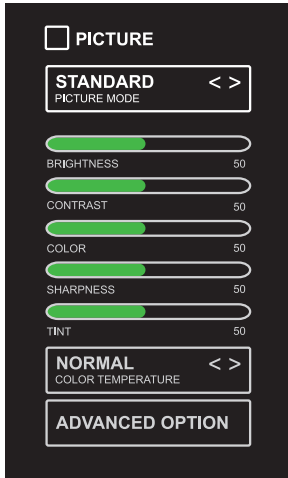 PICTURE
STANDARD < >
PICTURE MODE
BRIGHTNESS 50
CONTRAST 50
COLOR 50
SHARPNESS 50
TINT 50
NORMAL < >
COLOR TEMPERATURE
ADVANCED OPTION